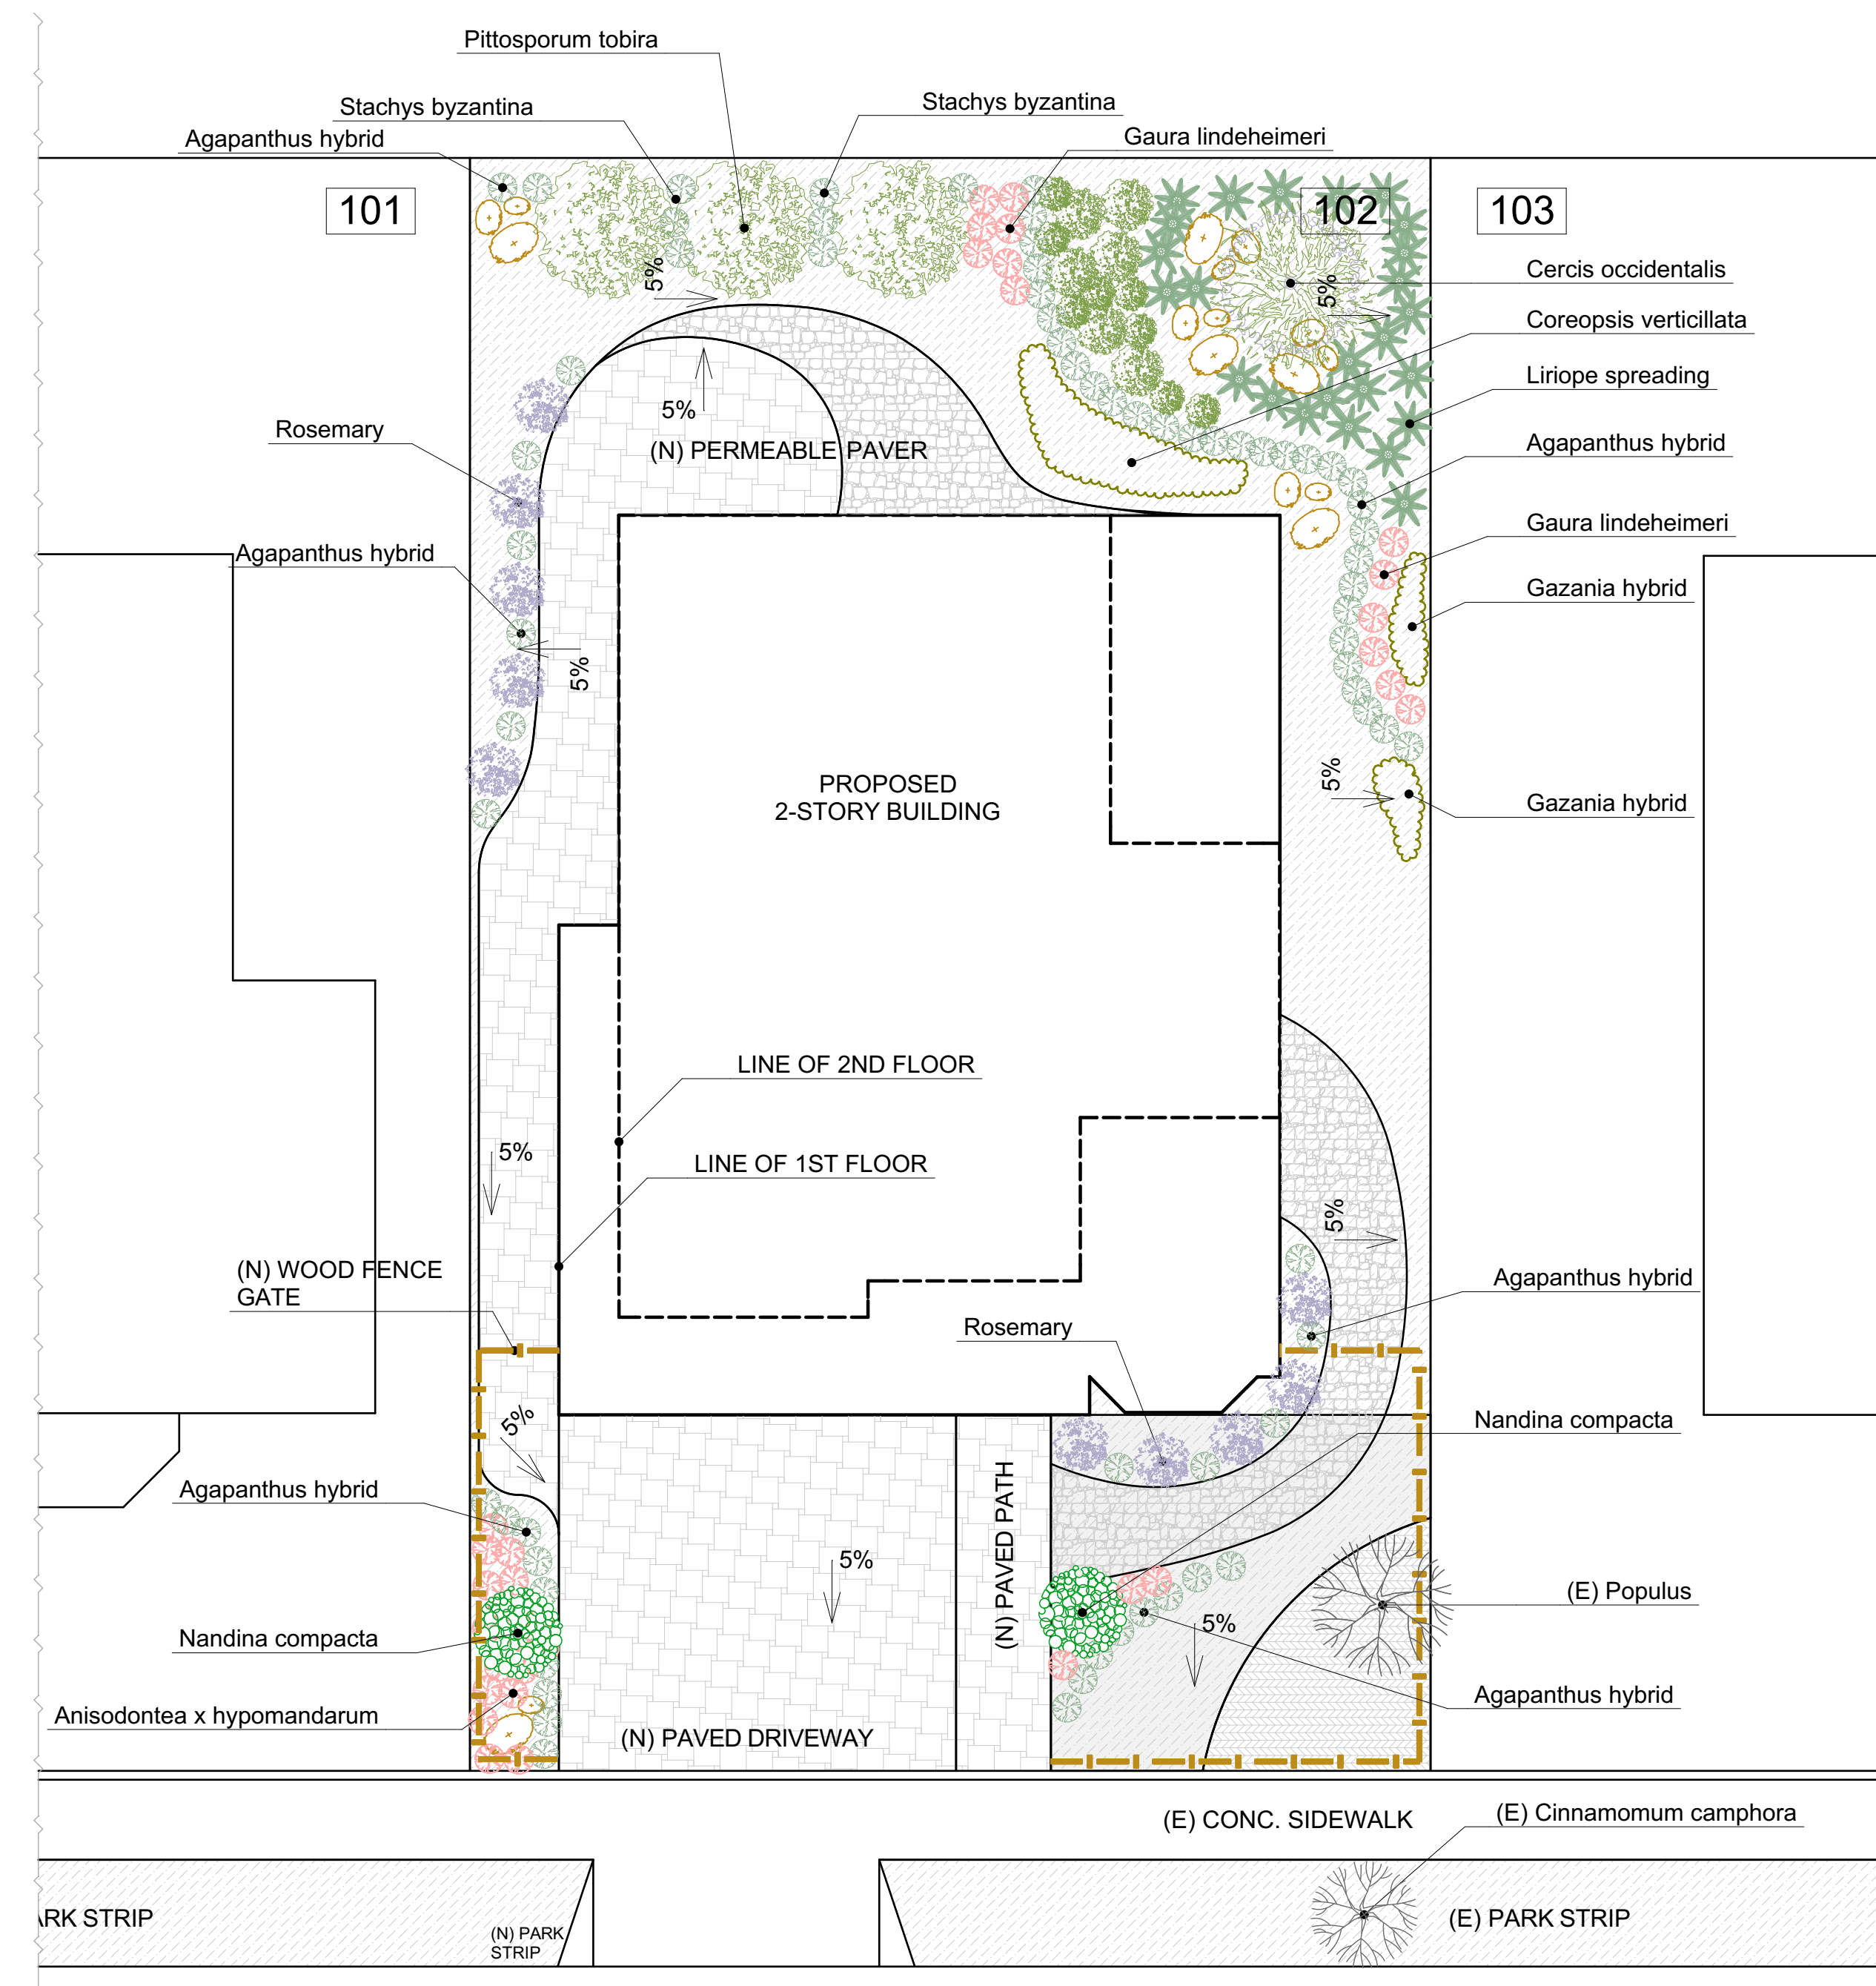 Pittosporum tobira
Stachys byzantina
Stachys byzantina
Agapanthus hybrid
Gaura lindeheimeri
101
102
103
5%
5%
Cercis occidentalis
Coreopsis verticillata
Liriope spreading
5%
Rosemary
(N) PERMEABLE PAVER
Agapanthus hybrid
Gaura lindeheimeri
Agapanthus hybrid
Gazania hybrid
5%
PROPOSED
2-STORY BUILDING
5%
Gazania hybrid
LINE OF 2ND FLOOR
5%
LINE OF 1ST FLOOR
5%
(N) WOOD FENCE
GATE
Agapanthus hybrid
Rosemary
5%
Nandina compacta
Agapanthus hybrid
(N) PAVED PATH
5%
(E) Populus
5%
Nandina compacta
Agapanthus hybrid
Anisodontea x hypomandarum
(N) PAVED DRIVEWAY
(E) CONC. SIDEWALK
(E) Cinnamomum camphora
ARK STRIP
(N) PARK
STRIP
(E) PARK STRIP